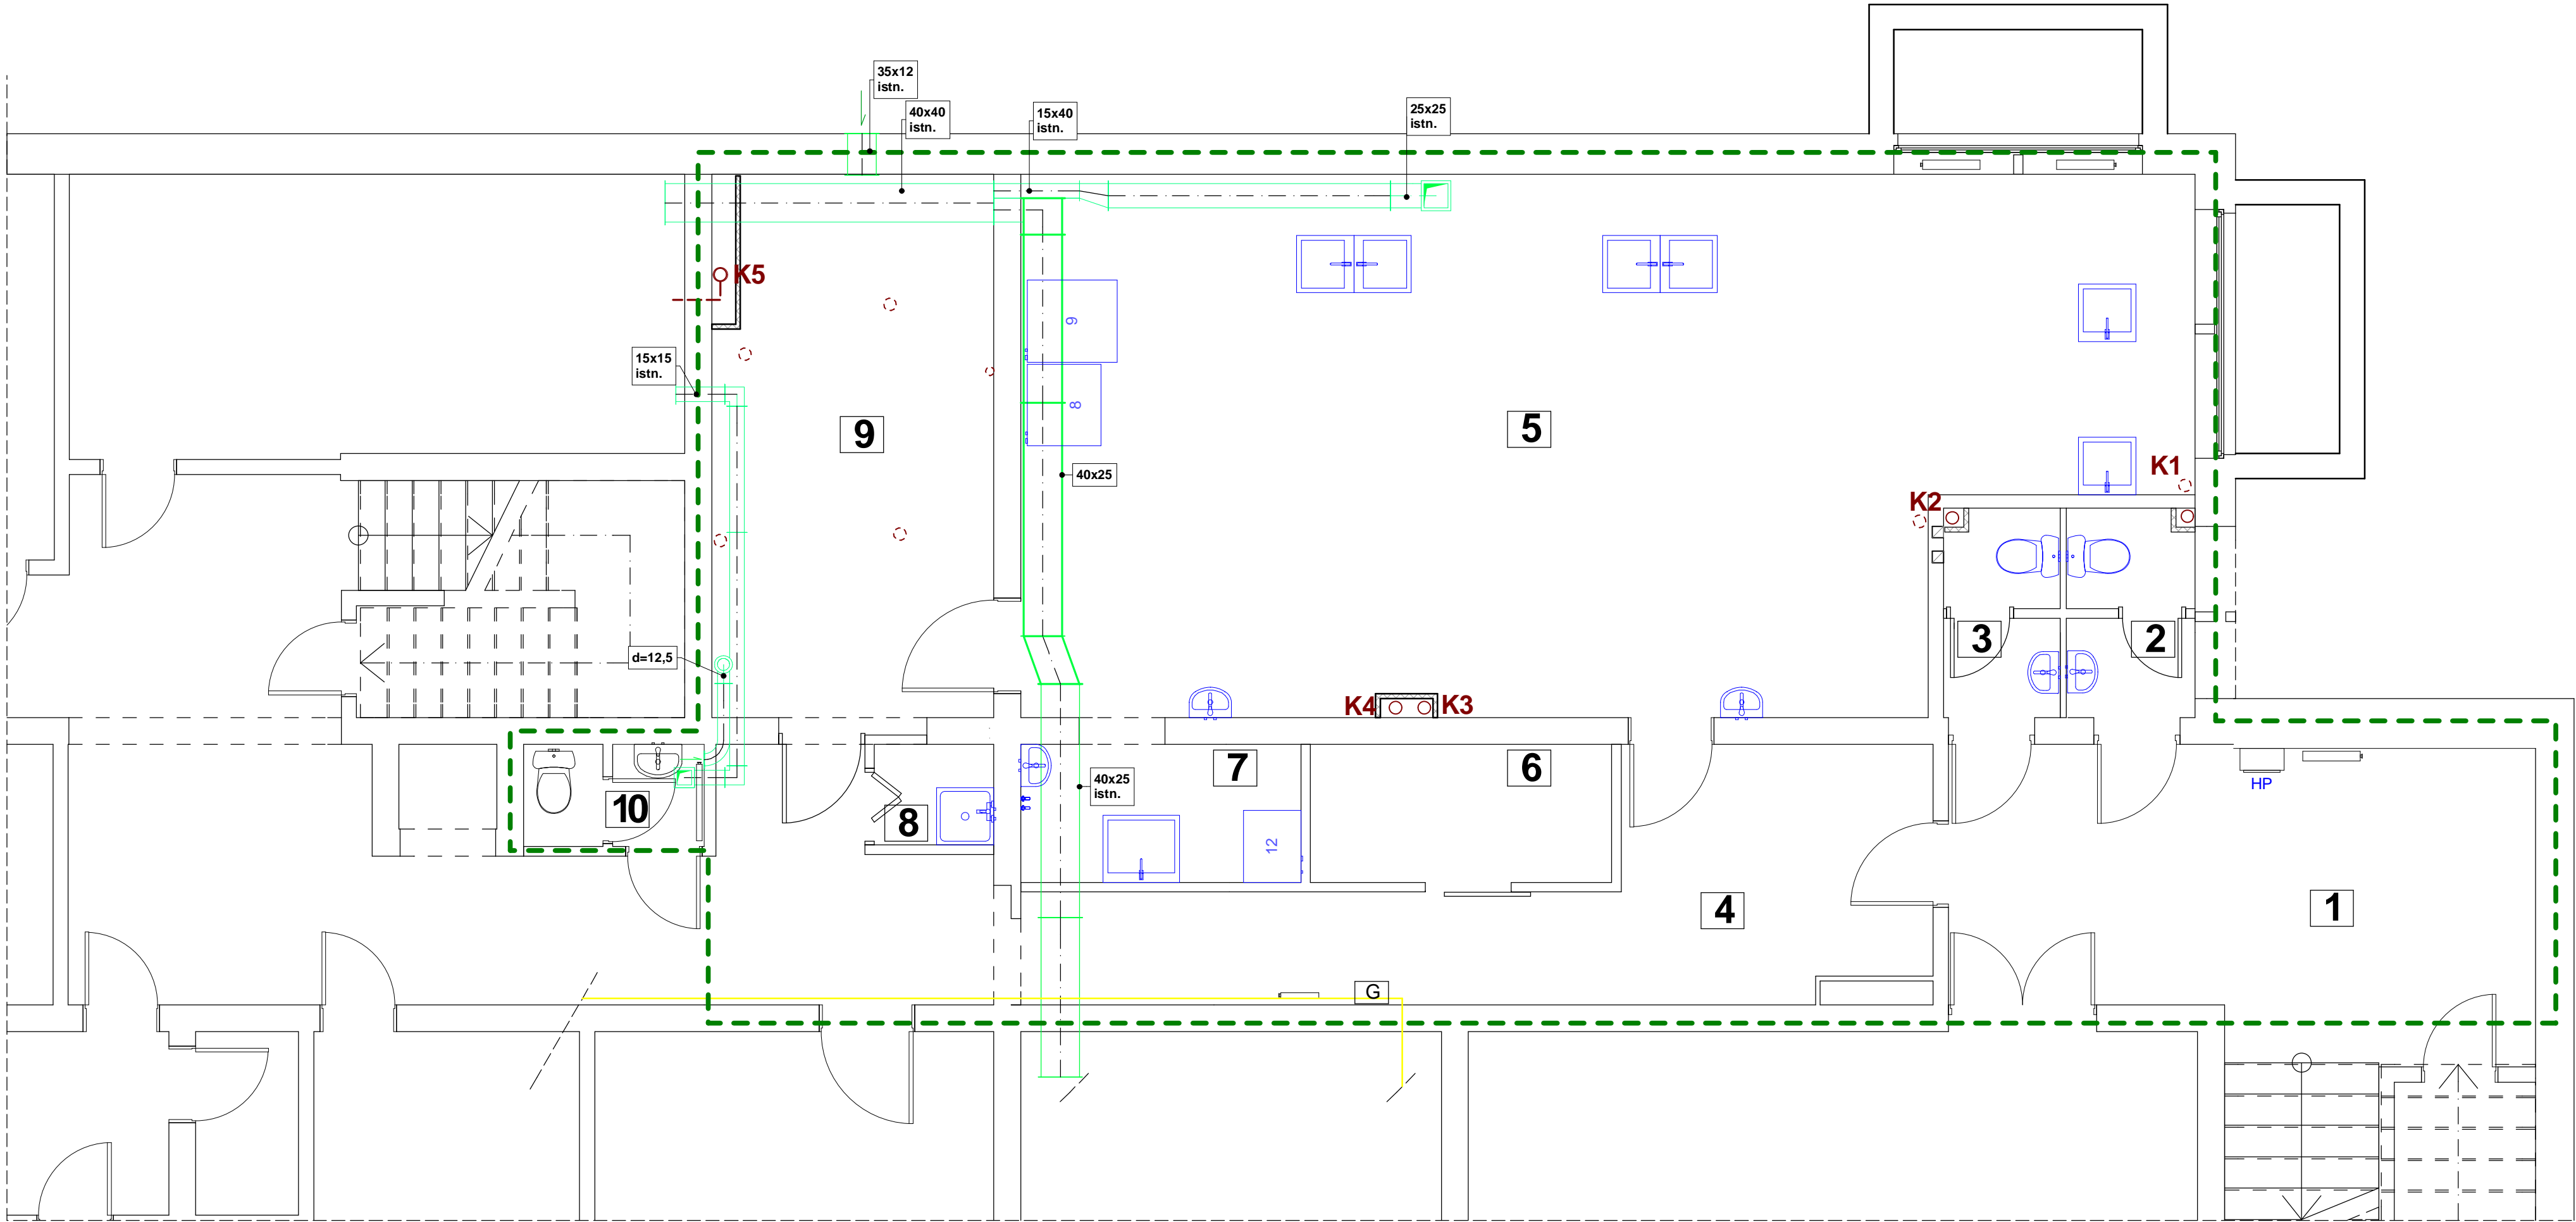 35x12
istn.
40x40
istn.
15x40
istn.
25x25
istn.
K5
9
15x15
istn.
8
9
5
40x25
K1
K2
3
2
d=12,5
K4
K3
7
6
HP
40x25
istn.
10
8
12
4
1
G